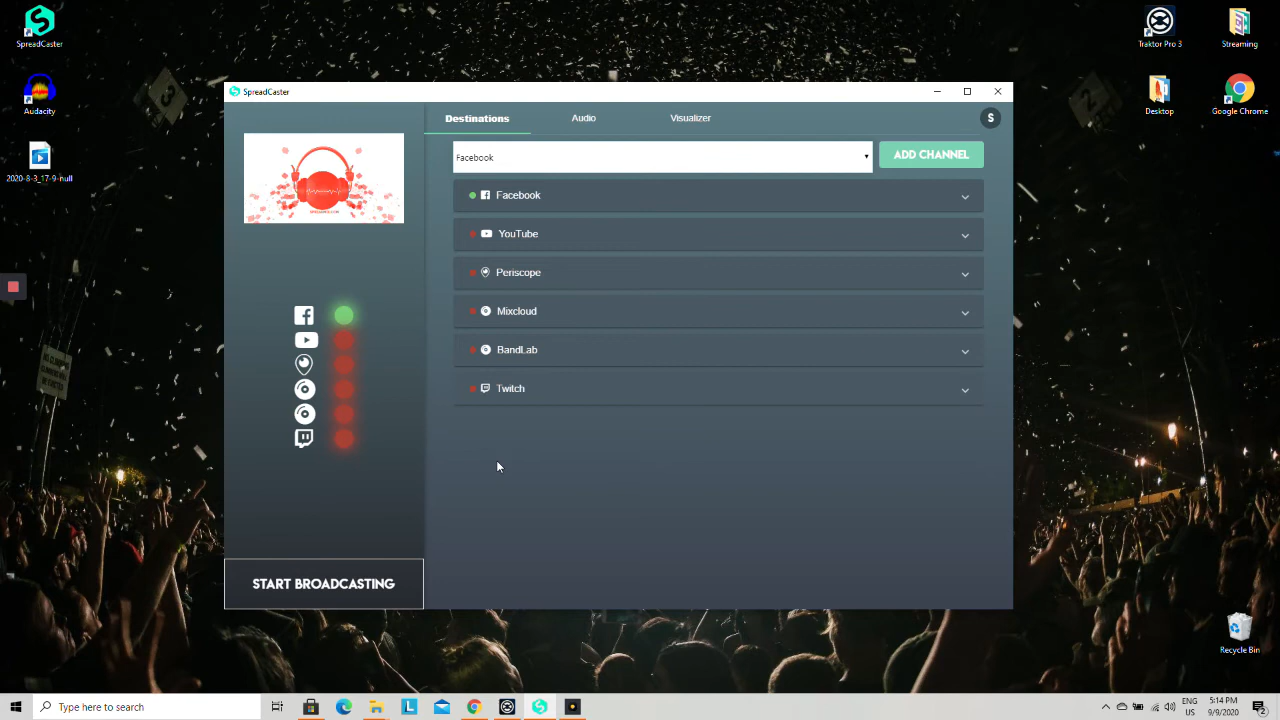 SpreadCaster
Audacity
2020-8-3_17-9-null
Traktor Pro 3
Streaming
Desktop
Google Chrome
Recycle Bin
SpreadCaster
Destinations
Audio
Visualizer
S
Facebook
ADD CHANNEL
Facebook
YouTube
Periscope
Mixcloud
BandLab
Twitch
START BROADCASTING
Type here to search
L
ENG
US
5:14 PM
9/9/2020
2